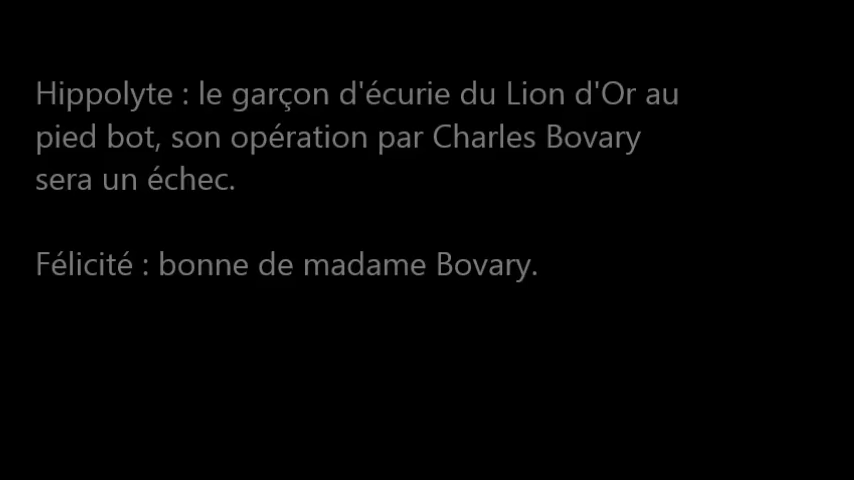 Hippolyte : le garçon d'écurie du Lion d'Or au
pied bot, son opération par Charles Bovary
sera un échec.
Félicité : bonne de madame Bovary.